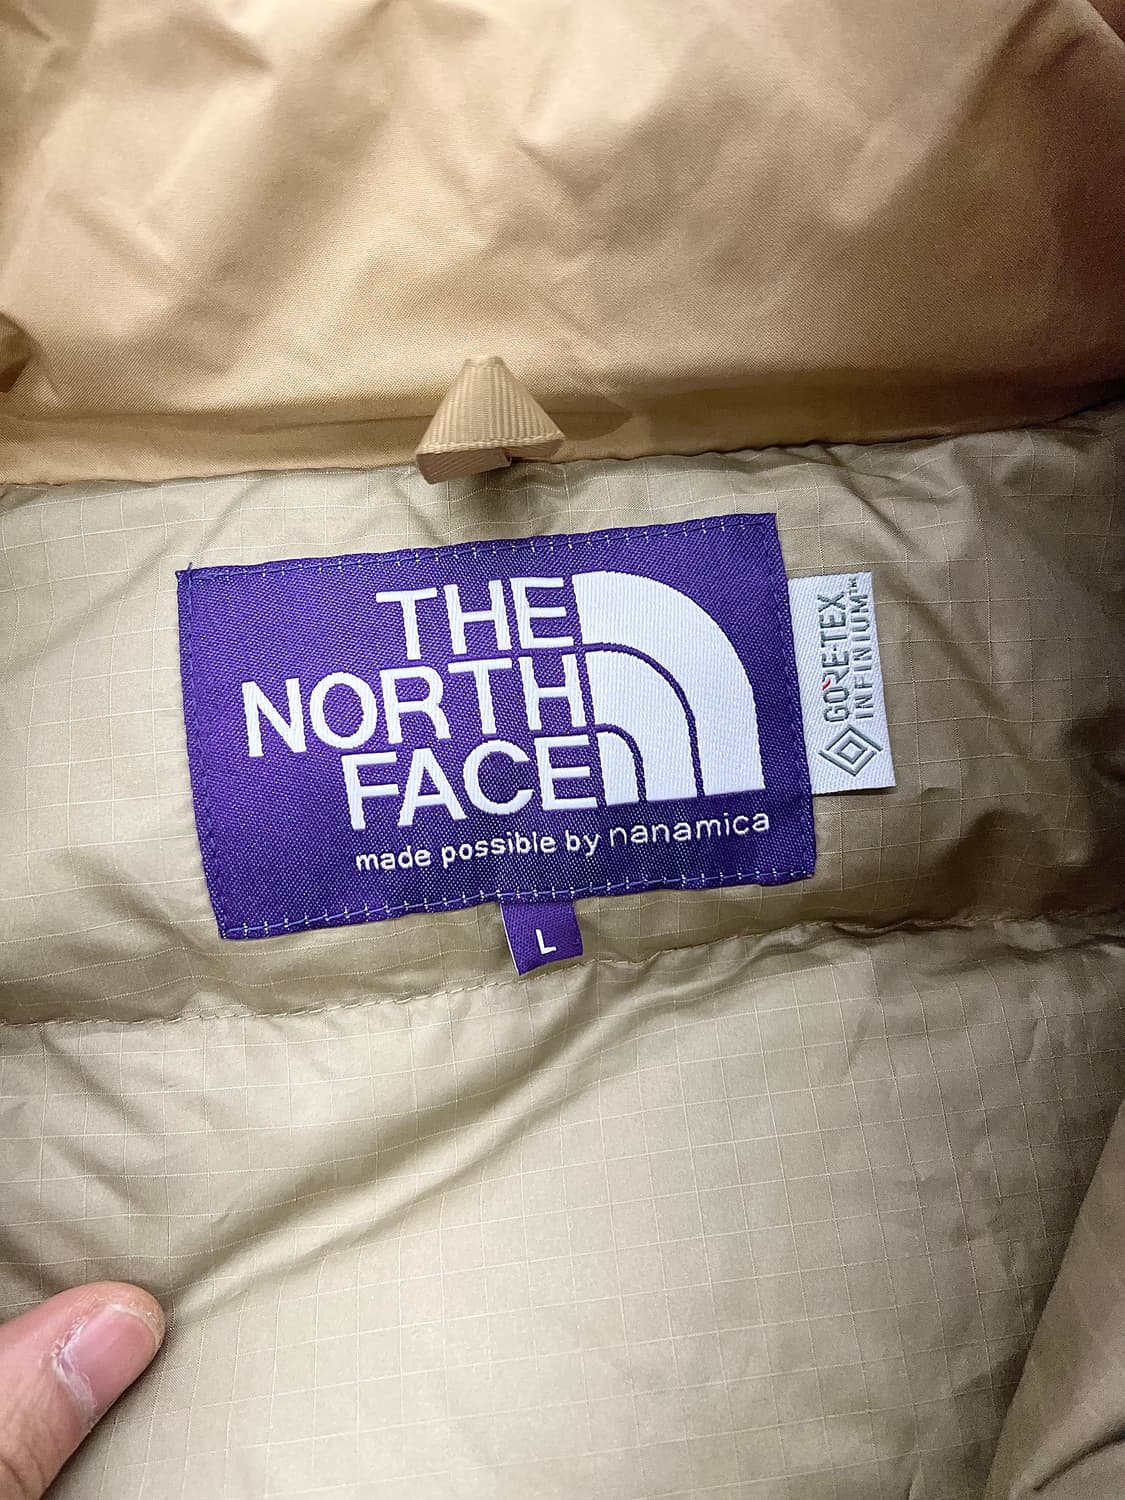 THE
NORTH
FACE
made possible by nanamica
L
GORE-TEX
INFINIUM™